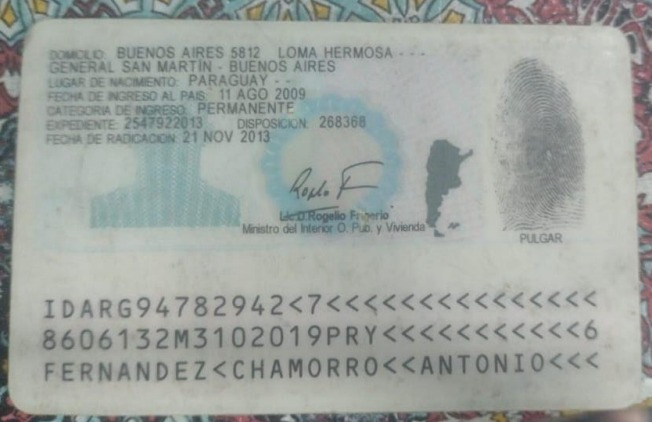 DOMICILIO: BUENOS AIRES 5812 LOMA HERMOSA - - -
GENERAL SAN MARTÍN - BUENOS AIRES
LUGAR DE NACIMIENTO: PARAGUAY - -
FECHA DE INGRESO AL PAIS: 11 AGO 2009
CATEGORIA DE INGRESO: PERMANENTE
EXPEDIENTE: 2547922013 DISPOSICION: 268368
FECHA DE RADICACION: 21 NOV 2013
Lic.D.Rogelio Frigerio
Ministro del Interior O. Pub. y Vivienda
PULGAR
IDARG94782942<7<<<<<<<<<<<<<<<
8606132M3102019PRY<<<<<<<<<<<6
FERNANDEZ<CHAMORRO<<ANTONIO<<<